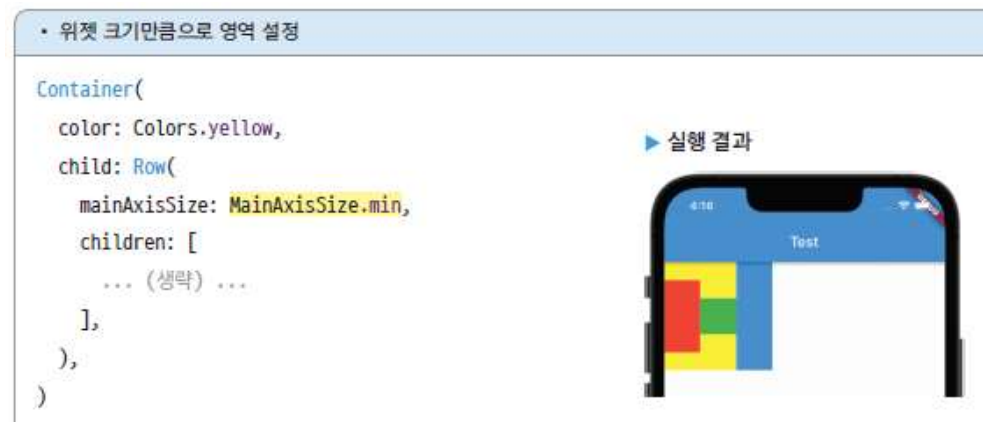 • 위젯 크기만큼으로 영역 설정
Container(
color: Colors.yellow,
child: Row(
mainAxisSize: MainAxisSize.min,
children: [
... (생략) ...
],
),
)
▶ 실행 결과
Test